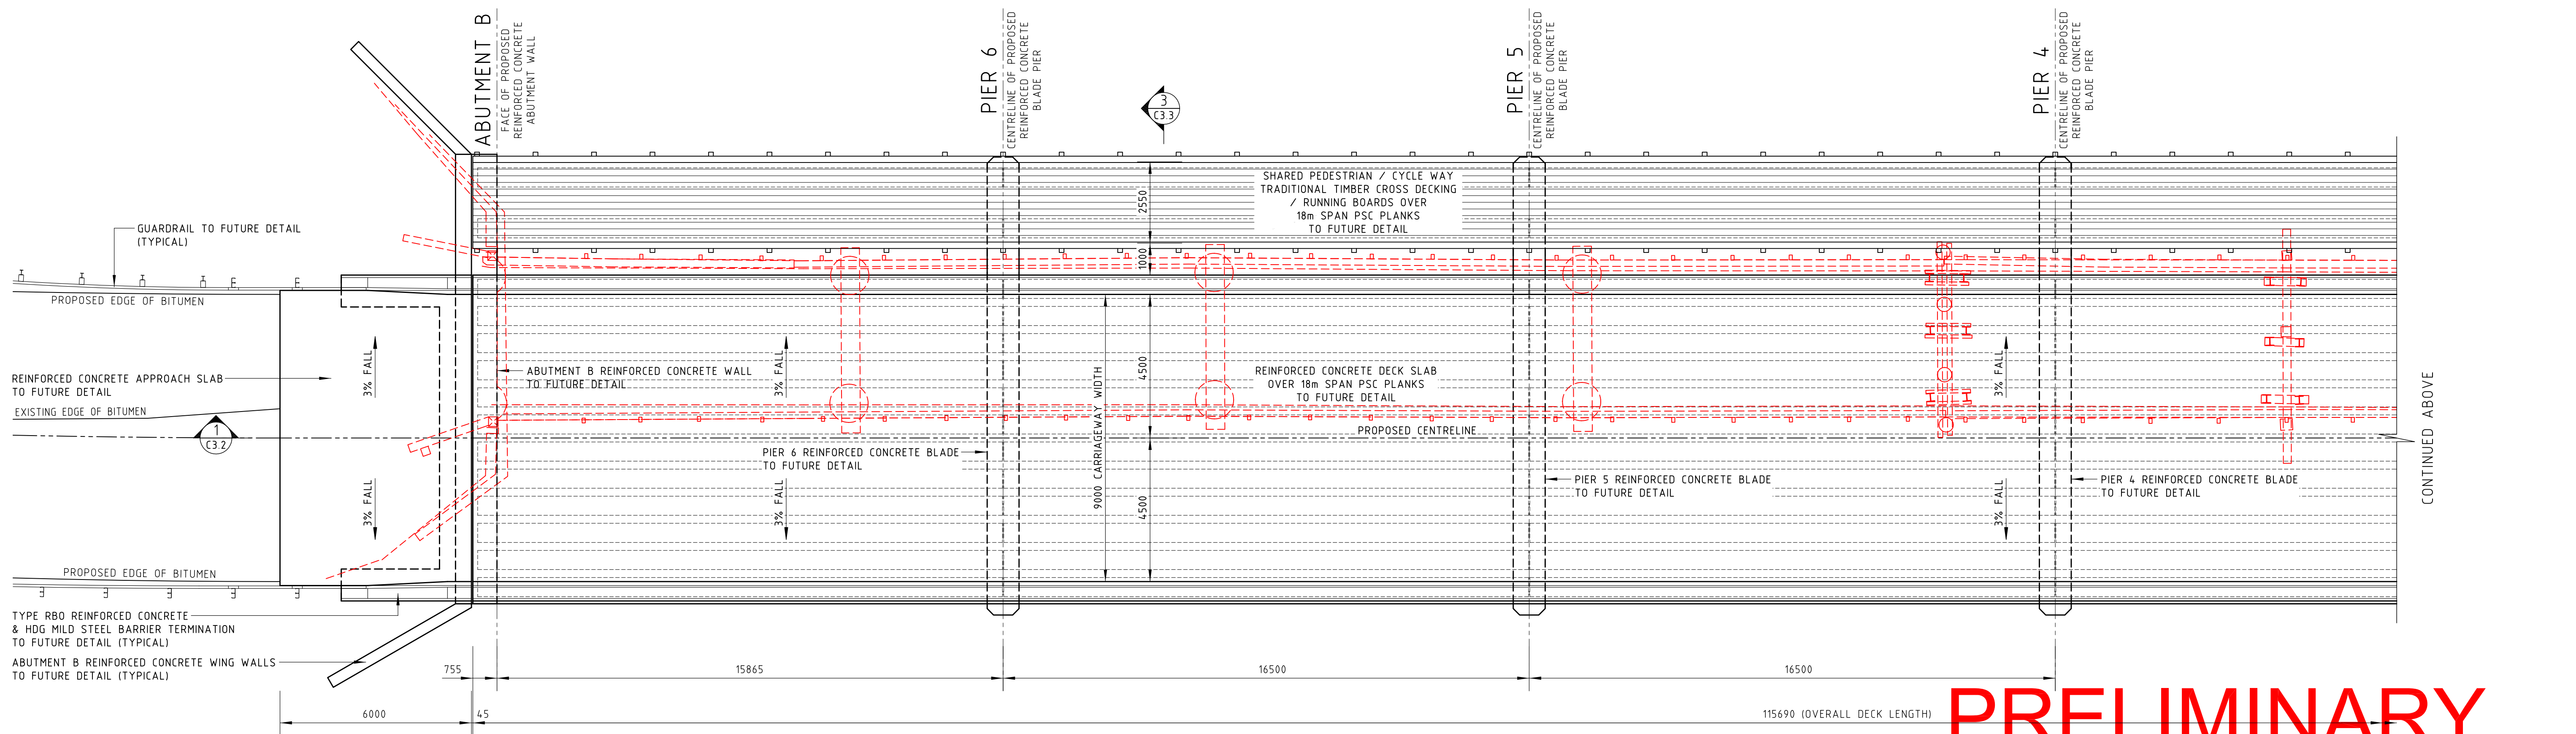 ABUTMENT B
FACE OF PROPOSED
REINFORCED CONCRETE
ABUTMENT WALL
PIER 6
CENTRELINE OF PROPOSED
REINFORCED CONCRETE
BLADE PIER
3
C3.3
PIER 5
CENTRELINE OF PROPOSED
REINFORCED CONCRETE
BLADE PIER
PIER 4
CENTRELINE OF PROPOSED
REINFORCED CONCRETE
BLADE PIER
2550
SHARED PEDESTRIAN / CYCLE WAY
TRADITIONAL TIMBER CROSS DECKING
/ RUNNING BOARDS OVER
18m SPAN PSC PLANKS
TO FUTURE DETAIL
GUARDRAIL TO FUTURE DETAIL
(TYPICAL)
1000
PROPOSED EDGE OF BITUMEN
REINFORCED CONCRETE APPROACH SLAB
TO FUTURE DETAIL
3% FALL
ABUTMENT B REINFORCED CONCRETE WALL
TO FUTURE DETAIL
3% FALL
4500
REINFORCED CONCRETE DECK SLAB
OVER 18m SPAN PSC PLANKS
TO FUTURE DETAIL
3% FALL
EXISTING EDGE OF BITUMEN
1
C3.2
PROPOSED CENTRELINE
CONTINUED ABOVE
9000 CARRIAGEWAY WIDTH
PIER 6 REINFORCED CONCRETE BLADE
TO FUTURE DETAIL
PIER 5 REINFORCED CONCRETE BLADE
TO FUTURE DETAIL
PIER 4 REINFORCED CONCRETE BLADE
TO FUTURE DETAIL
3% FALL
3% FALL
4500
3% FALL
PROPOSED EDGE OF BITUMEN
TYPE RBO REINFORCED CONCRETE
& HDG MILD STEEL BARRIER TERMINATION
TO FUTURE DETAIL (TYPICAL)
ABUTMENT B REINFORCED CONCRETE WING WALLS
TO FUTURE DETAIL (TYPICAL)
755
15865
16500
16500
6000
45
115690 (OVERALL DECK LENGTH)
PRELIMINARY